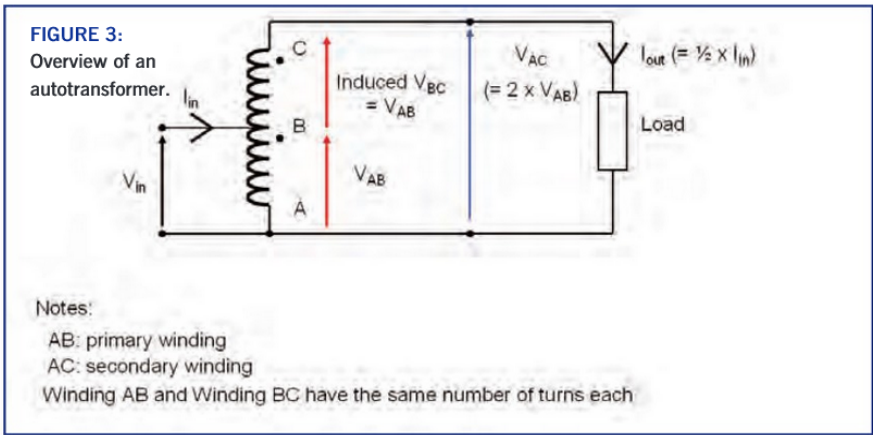 FIGURE 3:
Overview of an
autotransformer.
Iin
Vin
C
B
A
Induced VBC
= VAB
VAB
VAC
(= 2 x VAB)
Iout (= ½ x Iin)
Load
Notes:
AB: primary winding
AC: secondary winding
Winding AB and Winding BC have the same number of turns each